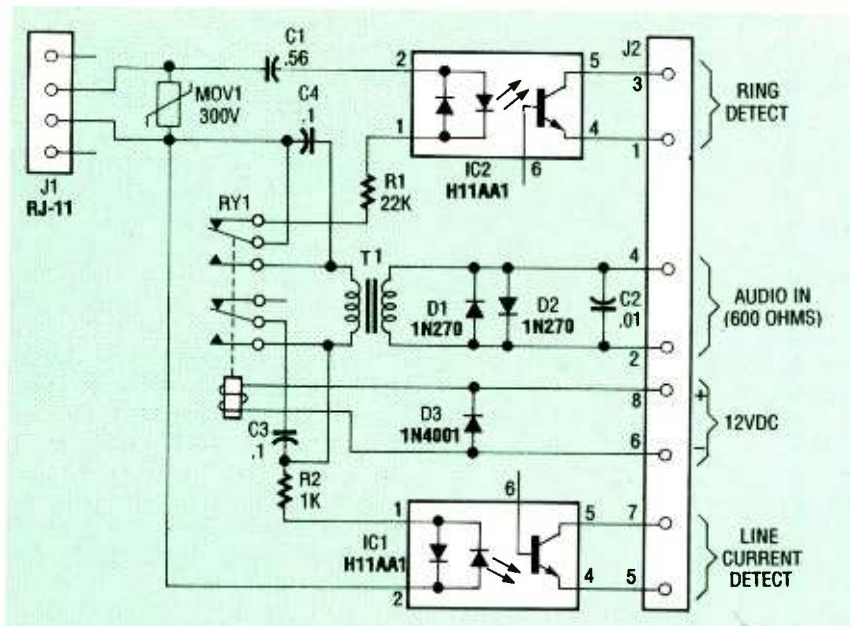 C1
.56
MOV1
300V
C4
.1
J1
RJ-11
RY1
R1
22K
2
1
5
4
6
IC2
H11AA1
J2
3
1
RING
DETECT
T1
D1
1N270
D2
1N270
C2
.01
4
2
AUDIO IN
(600 OHMS)
D3
1N4001
8
6
+
–
12VDC
C3
.1
R2
1K
1
2
IC1
H11AA1
6
5
4
7
5
LINE
CURRENT
DETECT